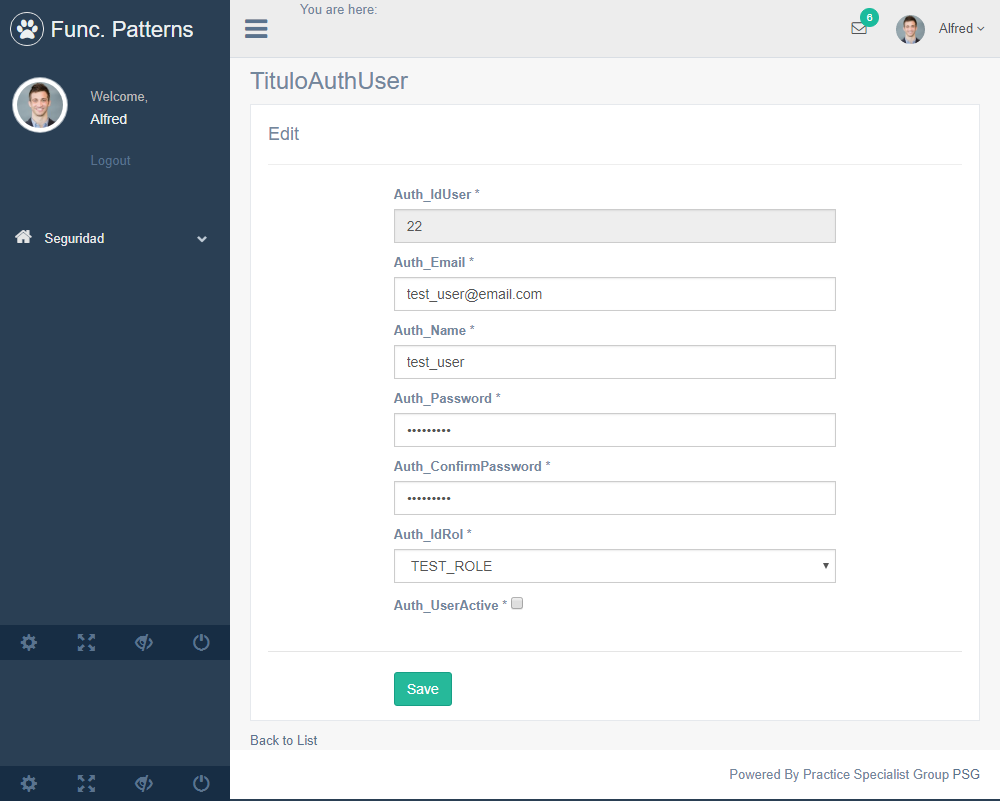 Func. Patterns
You are here:
6
Alfred
Welcome,
Alfred
Logout
Seguridad
TituloAuthUser
Edit
Auth_IdUser *
22
Auth_Email *
test_user@email.com
Auth_Name *
test_user
Auth_Password *
•••••••••
Auth_ConfirmPassword *
•••••••••
Auth_IdRol *
TEST_ROLE
Auth_UserActive *
Save
Back to List
Powered By Practice Specialist Group PSG